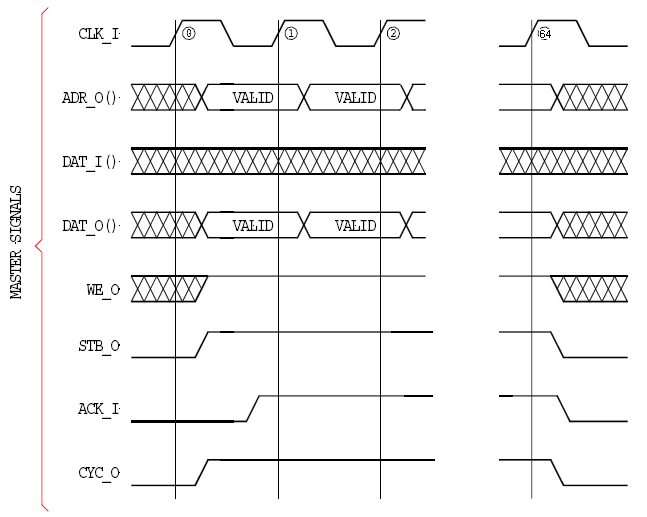 MASTER SIGNALS
CLK_I
⓪ ① ② 64
ADR_O()
VALID VALID
DAT_I()
DAT_O()
VALID VALID
WE_O
STB_O
ACK_I
CYC_O